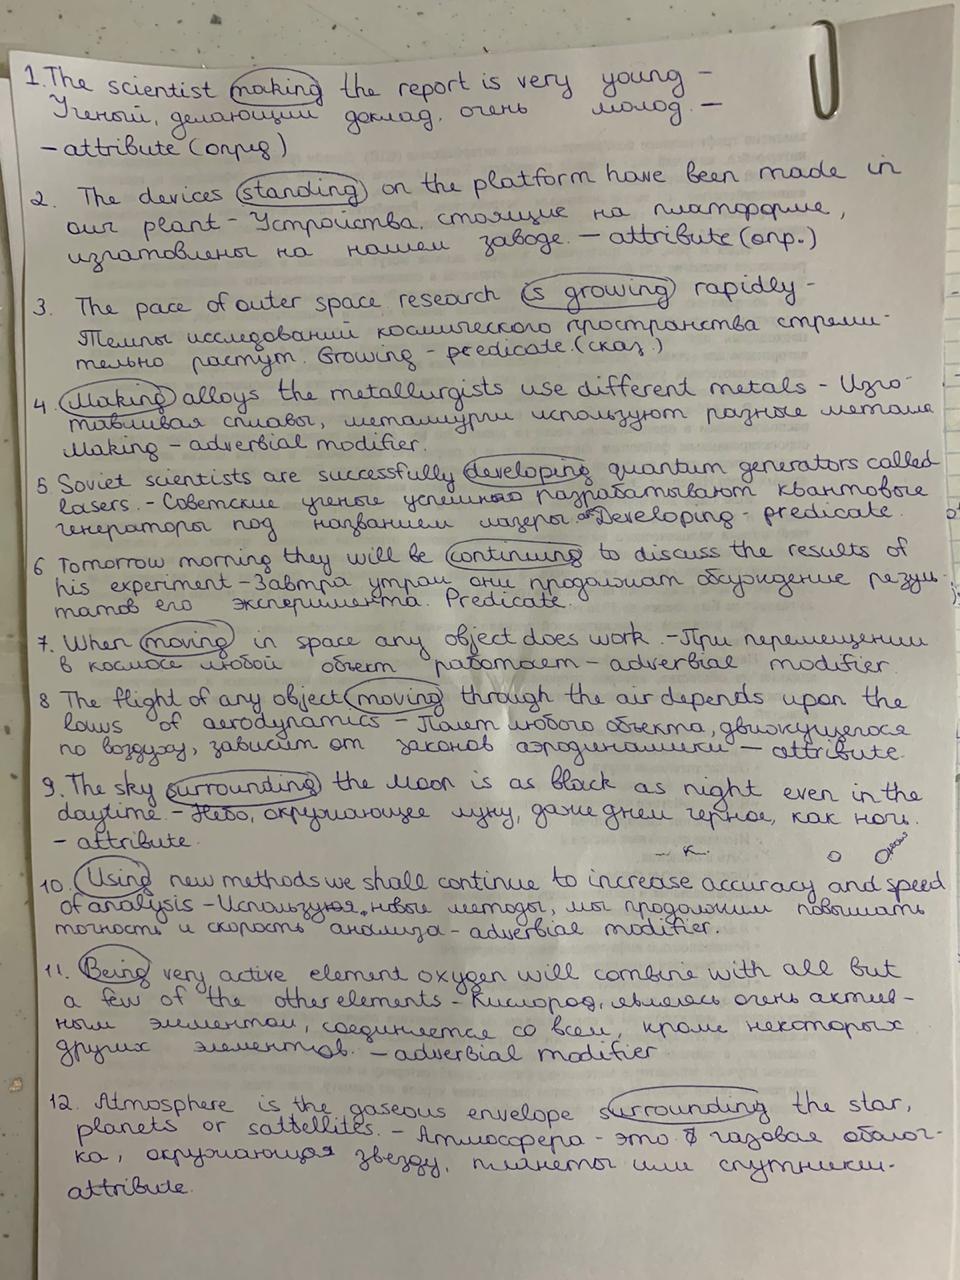 1. The scientist making the report is very young -
Ученый, делающий доклад, очень молод. -
- attribute (опред)
2. The devices standing on the platform have been made in
our plant - Устройства, стоящие на платформе,
изготовлены на нашем заводе. - attribute (опр.)
3. The pace of outer space research is growing rapidly -
Темпы исследований космического пространства стреми-
тельно растут. Growing - predicate. (сказ.)
4. Making alloys the metallurgists use different metals - Изго-
тавливая сплавы, металлурги используют разные металлы
Making - adverbial modifier.
5 Soviet scientists are successfully developing quantum generators called
lasers. - Советские ученые успешно разрабатывают квантовые
генераторы под названием лазеры. Developing - predicate.
6 Tomorrow morning they will be continuing to discuss the results of
his experiment - Завтра утром они продолжат обсуждение резуль-
татов его эксперимента. Predicate.
7. When moving in space any object does work. - При перемещении
в космосе любой объект работает - adverbial modifier.
8 The flight of any object moving through the air depends upon the
laws of aerodynamics - Полет любого объекта, движущегося
по воздуху, зависит от законов аэродинамики - attribute.
9. The sky surrounding the Moon is as black as night even in the
daytime. - Небо, окружающее луну, даже днем черное, как ночь.
- attribute.
10. Using new methods we shall continue to increase accuracy and speed
of analysis - Используя новые методы, мы продолжим повышать
точность и скорость анализа - adverbial modifier.
11. Being very active element oxygen will combine with all but
a few of the other elements - Кислород, являясь очень актив-
ным элементом, соединяется со всем, кроме некоторых
других элементов. - adverbial modifier
12. Atmosphere is the gaseous envelope surrounding the star,
planets or sattellites. - Атмосфера - это газовая оболоч-
ка, окружающая звезду, планеты или спутники.
attribute.